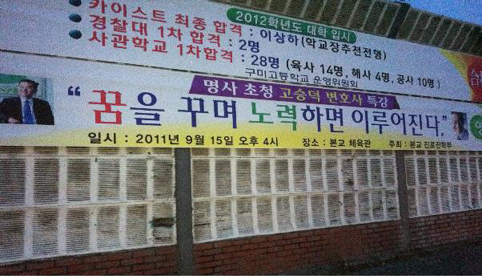 2012학년도 대학 입시
● 카이스트 최종 합격 : 이상하(학교장추천전형)
● 경찰대 1차합격 : 2명
● 사관학교 1차합격 : 28명 (육사 14명, 해사 4명, 공사 10명)
구미고등학교 운영위원회
명사 초청 고승덕 변호사 특강
“꿈을 꾸며 노력하면 이루어진다.”
일시 : 2011년 9월 15일 오후 4시 장소 : 본교 체육관 주최 : 본교 진로진학부